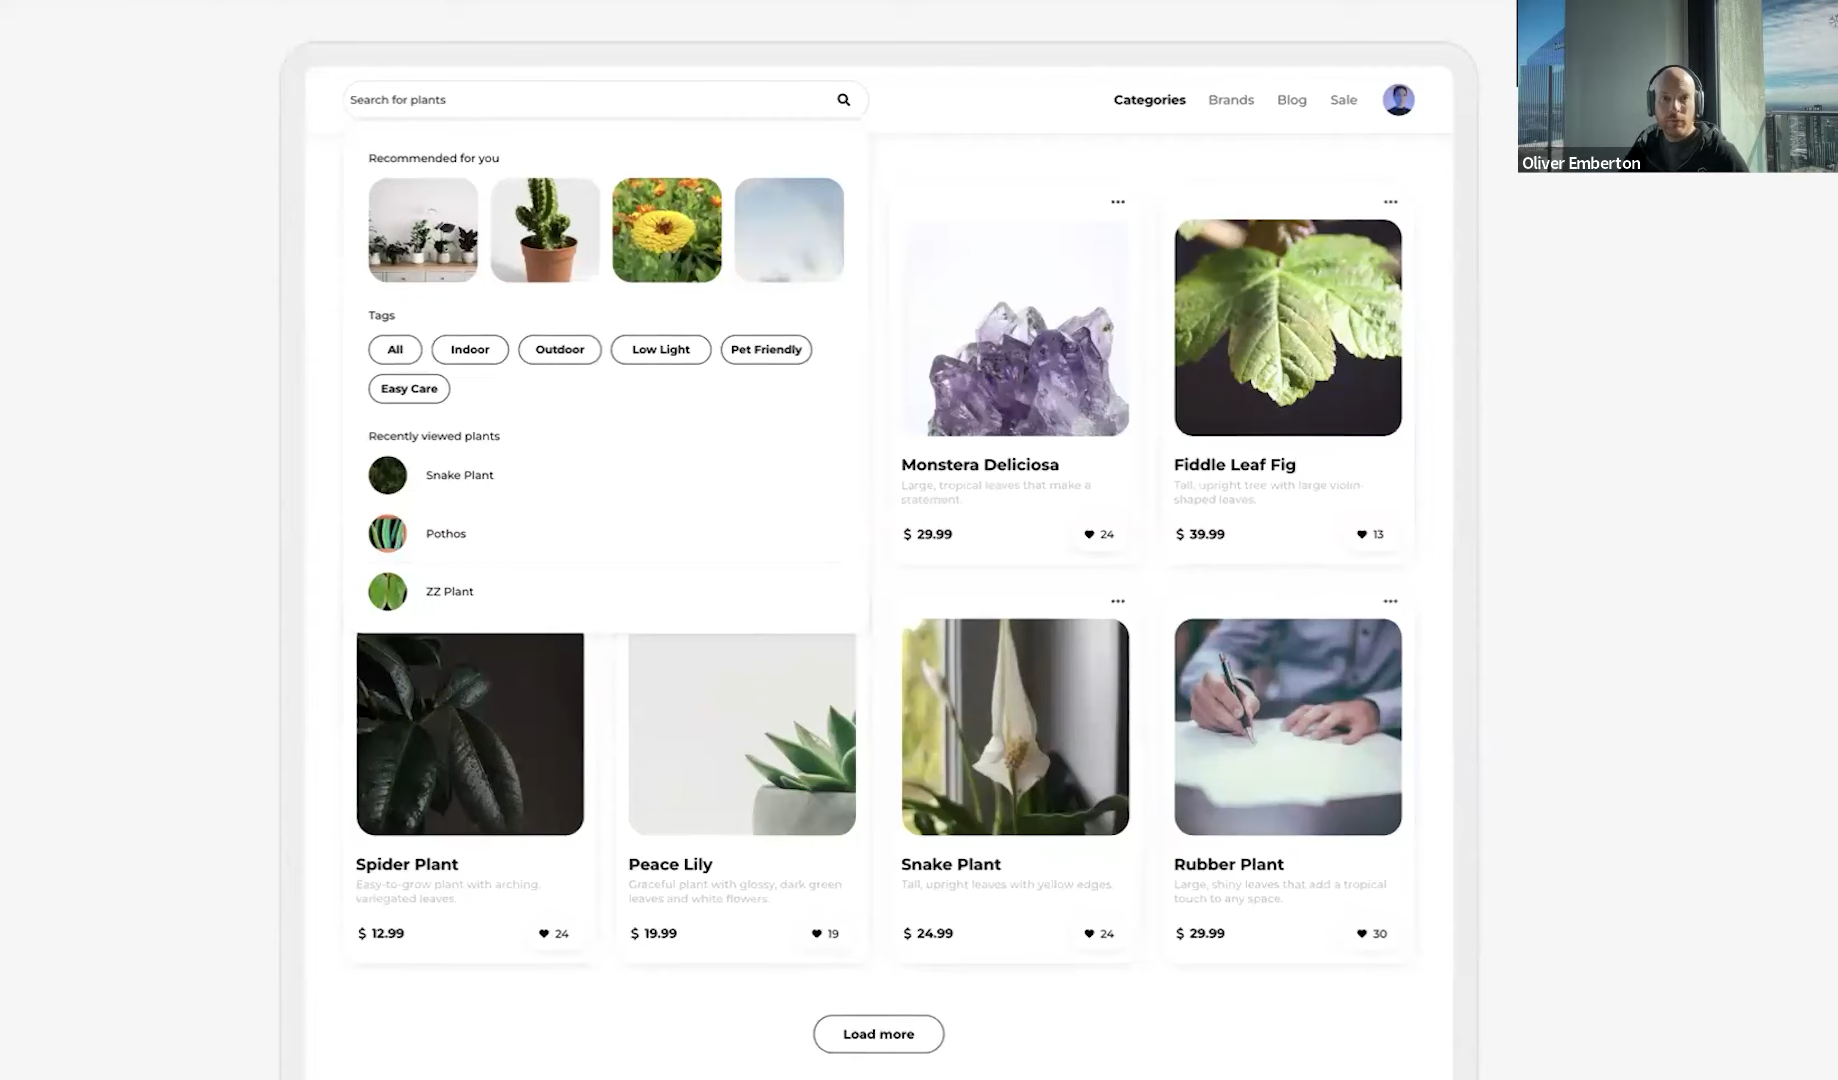 Search for plants
Categories
Brands
Blog
Sale
Oliver Emberton
Recommended for you
Tags
All
Indoor
Outdoor
Low Light
Pet Friendly
Easy Care
Recently viewed plants
Snake Plant
Pothos
ZZ Plant
Monstera Deliciosa
Large, tropical leaves that make a
statement.
$ 29.99
24
Fiddle Leaf Fig
Tall, upright tree with large violin-
shaped leaves.
$ 39.99
13
Spider Plant
Easy-to-grow plant with arching,
variegated leaves.
$ 12.99
24
Peace Lily
Graceful plant with glossy, dark green
leaves and white flowers.
$ 19.99
19
Snake Plant
Tall, upright leaves with yellow edges.
$ 24.99
24
Rubber Plant
Large, shiny leaves that add a tropical
touch to any space.
$ 29.99
30
Load more